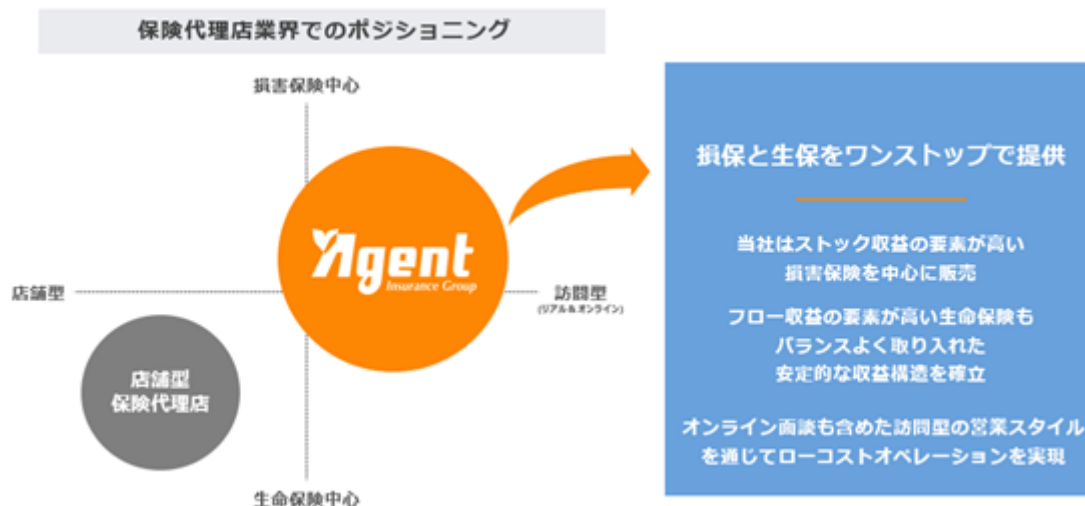 保険代理店業界でのポジショニング
損害保険中心
Agent
Insurance Group
店舗型
訪問型
(リアル&オンライン)
店舗型
保険代理店
生命保険中心
損保と生保をワンストップで提供
当社はストック収益の要素が高い
損害保険を中心に販売
フロー収益の要素が高い生命保険も
バランスよく取り入れた
安定的な収益構造を確立
オンライン面談も含めた訪問型の営業スタイル
を通じてローコストオペレーションを実現